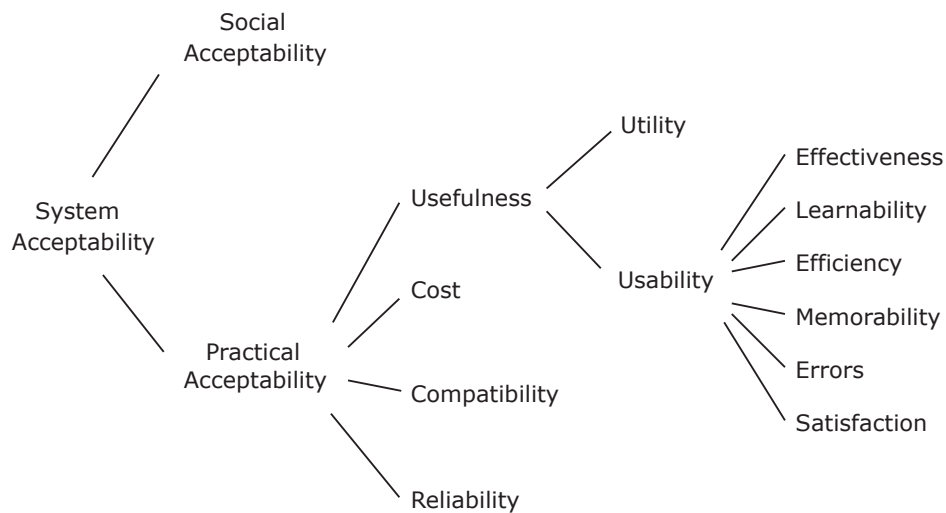 Social
Acceptability
System
Acceptability
Practical
Acceptability
Usefulness
Cost
Compatibility
Reliability
Utility
Usability
Effectiveness
Learnability
Efficiency
Memorability
Errors
Satisfaction